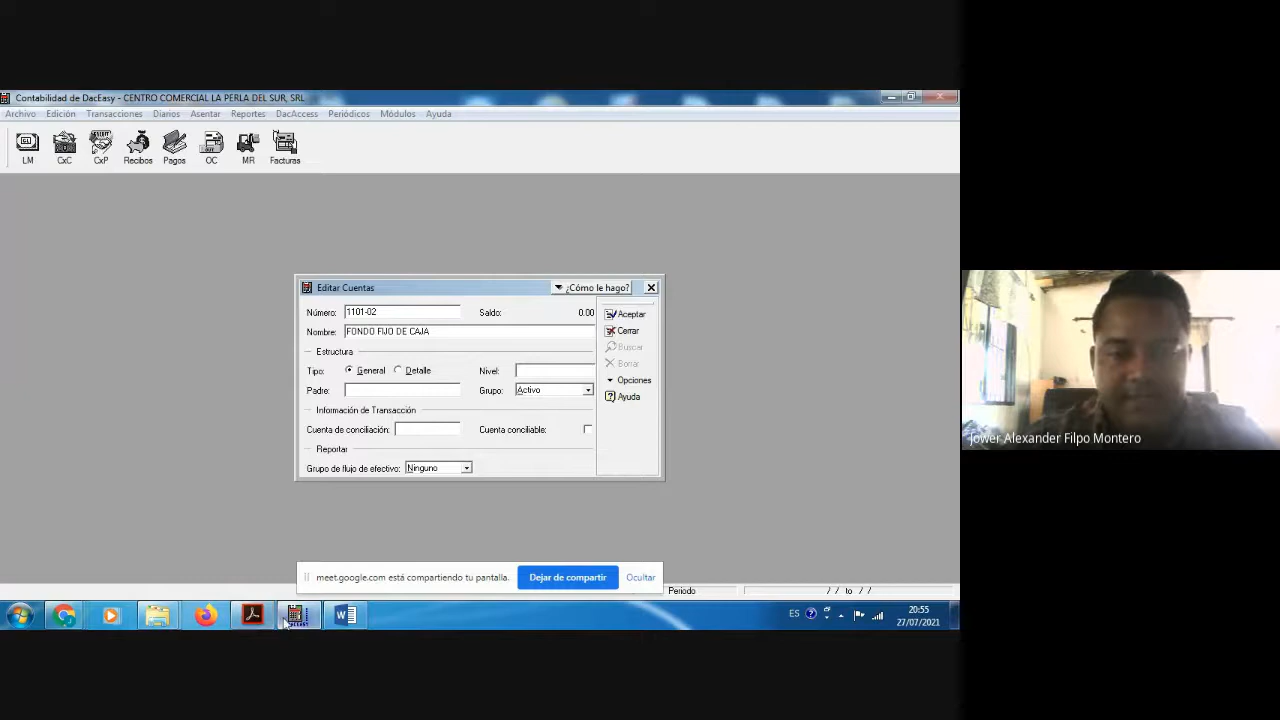 Contabilidad de DacEasy - CENTRO COMERCIAL LA PERLA DEL SUR, SRL
Archivo Edición Transacciones Diarios Asentar Reportes DacAccess Periódicos Módulos Ayuda
LM CxC CxP Recibos Pagos OC MR Facturas
Editar Cuentas ¿Cómo le hago?
Número: 1101-02 Saldo: 0.00 Aceptar
Nombre: FONDO FIJO DE CAJA Cerrar
Estructura Buscar
Borrar
Tipo: General Detalle Nivel: Opciones
Padre: Grupo: Activo Ayuda
Información de Transacción
Cuenta de conciliación: Cuenta conciliable:
Reportar
Grupo de flujo de efectivo: Ninguno
meet.google.com está compartiendo tu pantalla. Dejar de compartir Ocultar
Periodo / / to / /
ES 20:55
27/07/2021
Jower Alexander Filpo Montero